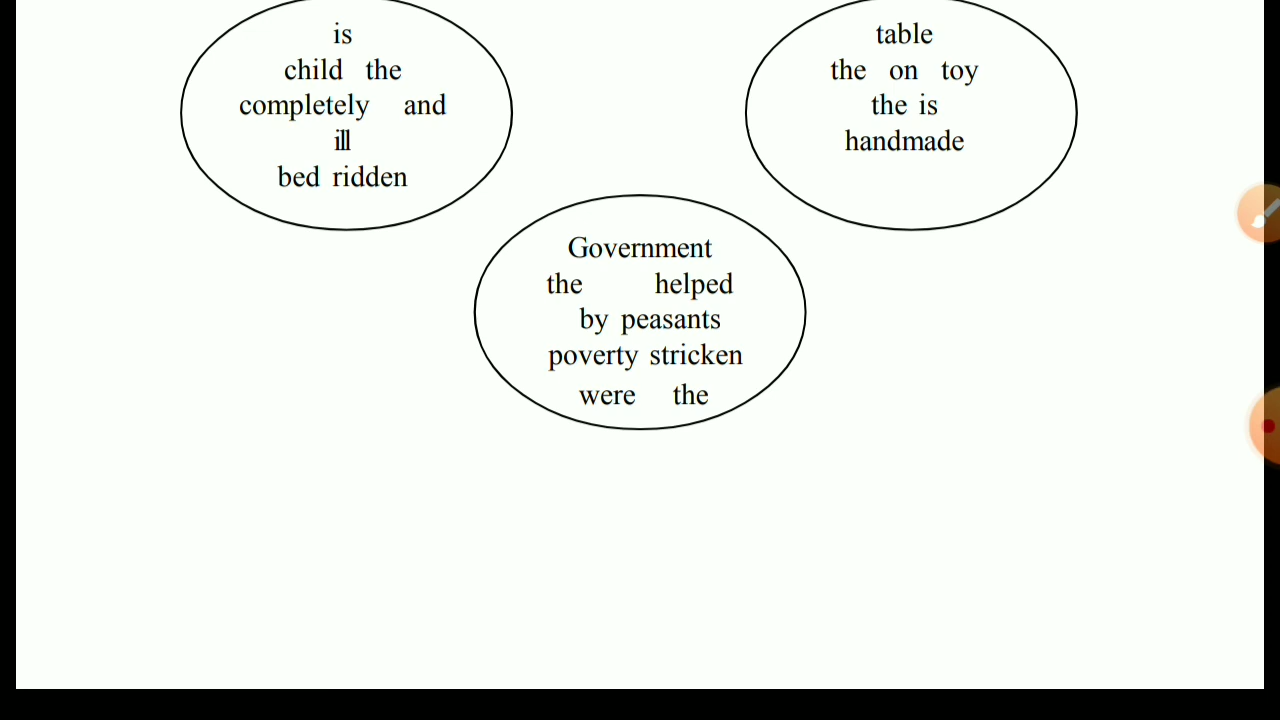 is
child the
completely and
ill
bed ridden
table
the on toy
the is
handmade
Government
the helped
by peasants
poverty stricken
were the